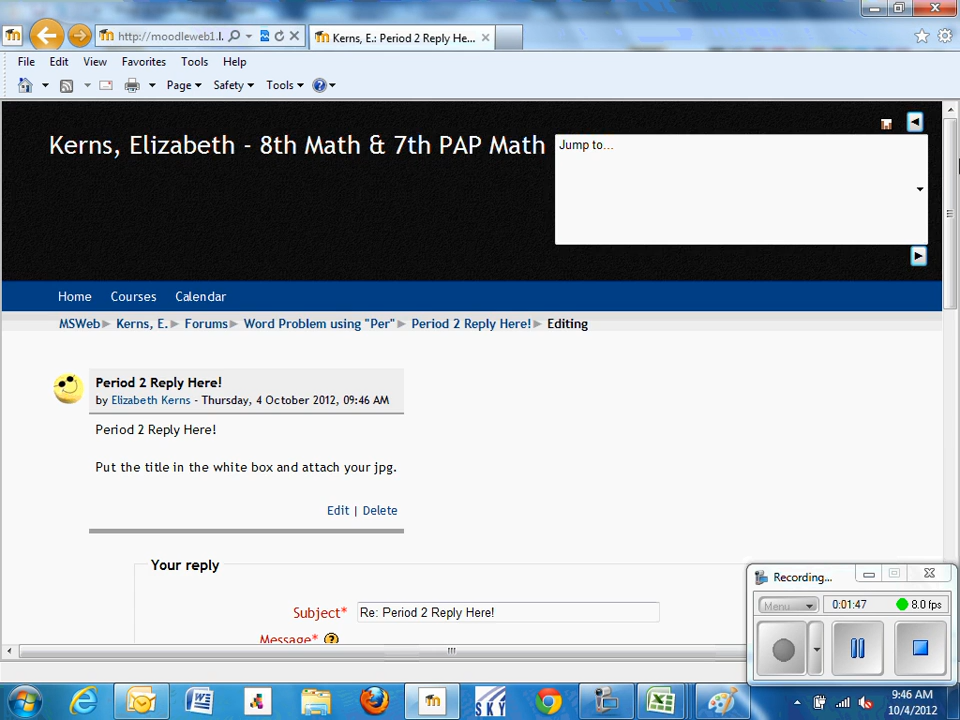 http://moodleweb1.l.
Kerns, E.: Period 2 Reply He...
File Edit View Favorites Tools Help
Page Safety Tools
Kerns, Elizabeth - 8th Math & 7th PAP Math
Jump to...
Home Courses Calendar
MSWeb Kerns, E. Forums Word Problem using "Per" Period 2 Reply Here! Editing
Period 2 Reply Here!
by Elizabeth Kerns - Thursday, 4 October 2012, 09:46 AM
Period 2 Reply Here!
Put the title in the white box and attach your jpg.
Edit | Delete
Your reply
Subject* Re: Period 2 Reply Here!
Message*
Recording...
Menu 0:01:47 8.0 fps
SKY
9:46 AM
10/4/2012